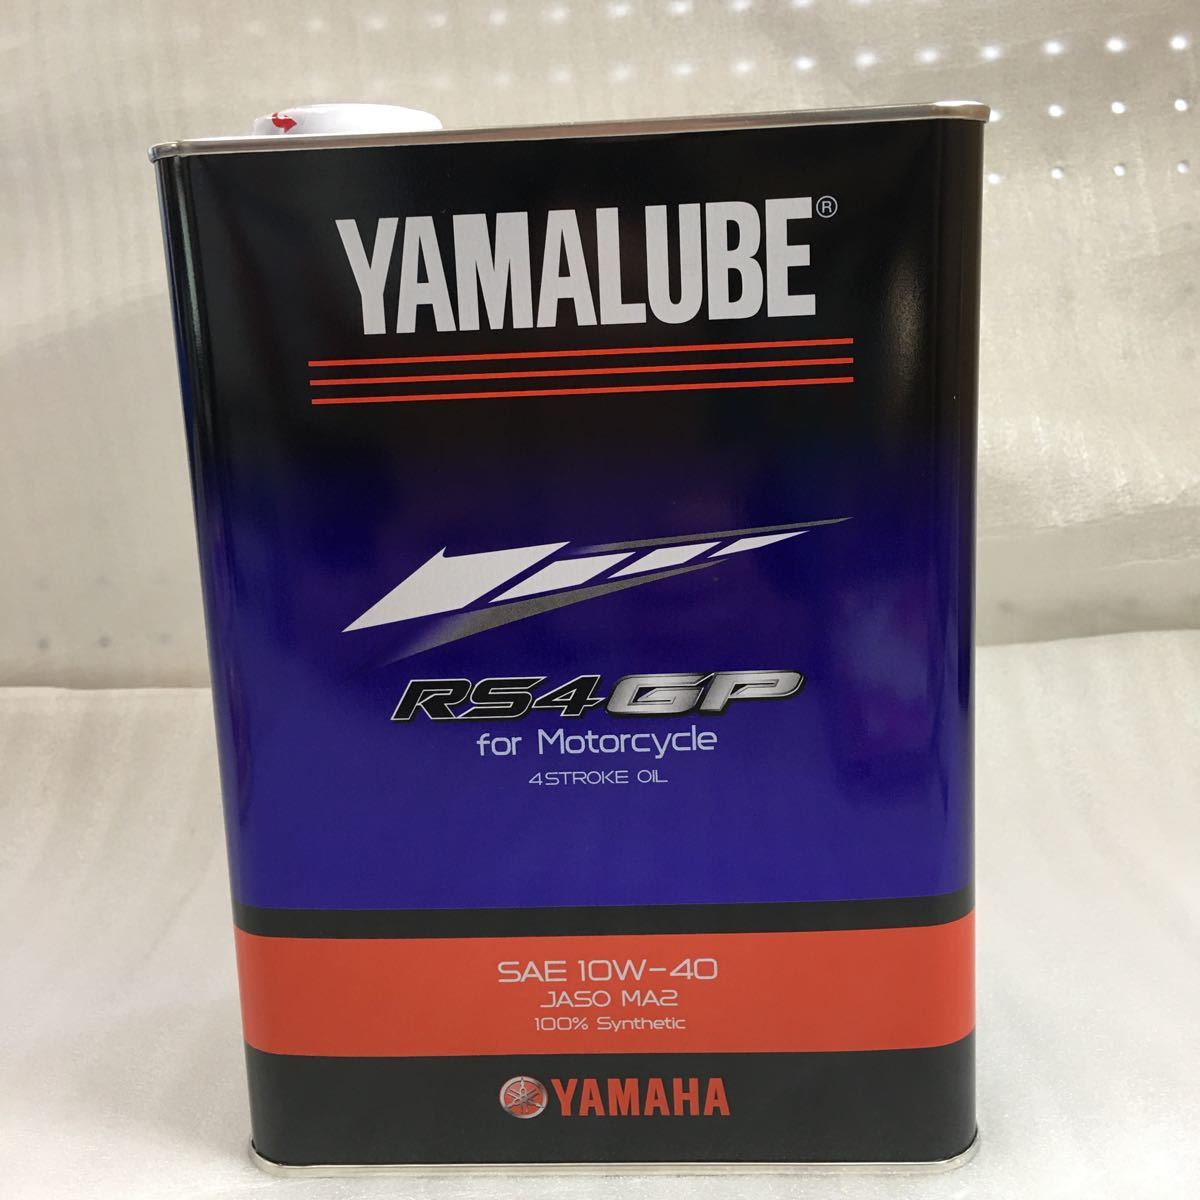 YAMALUBE®
RS4GP
for Motorcycle
4STROKE OIL
SAE 10W-40
JASO MA2
100% Synthetic
YAMAHA